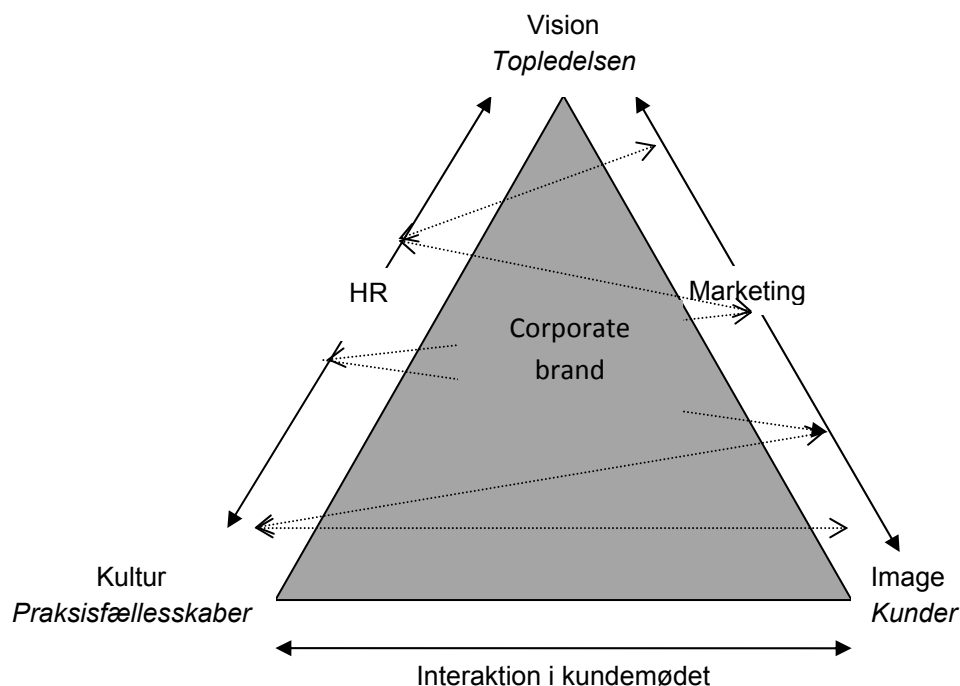 Vision
Topledelsen
HR
Marketing
Corporate
brand
Kultur
Praksisfællesskaber
Image
Kunder
Interaktion i kundemødet